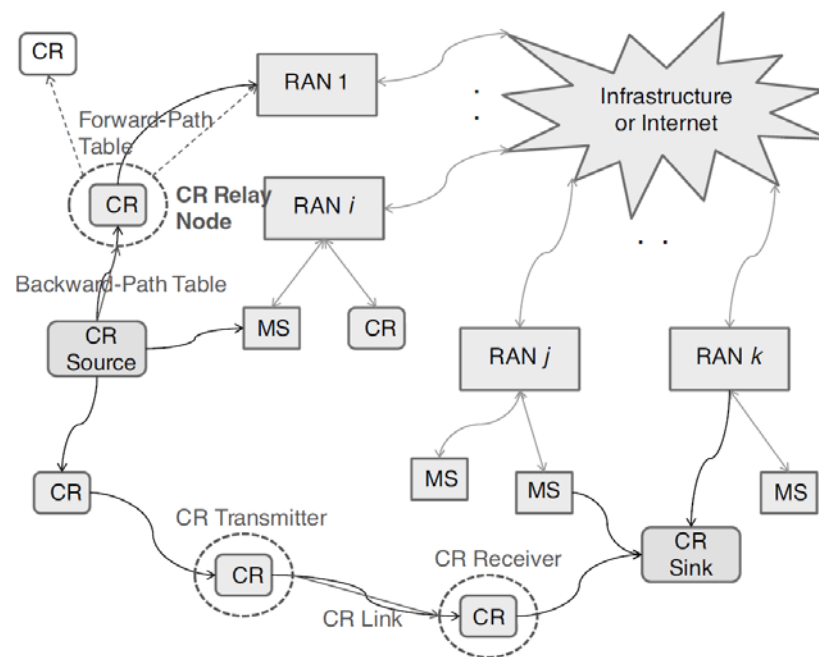 CR
RAN 1
Infrastructure
or Internet
Forward-Path
Table
CR
CR Relay
Node
RAN i
Backward-Path Table
MS
CR
CR
Source
RAN j
RAN k
MS
MS
MS
CR
CR Transmitter
CR
CR Link
CR Receiver
CR
CR
Sink